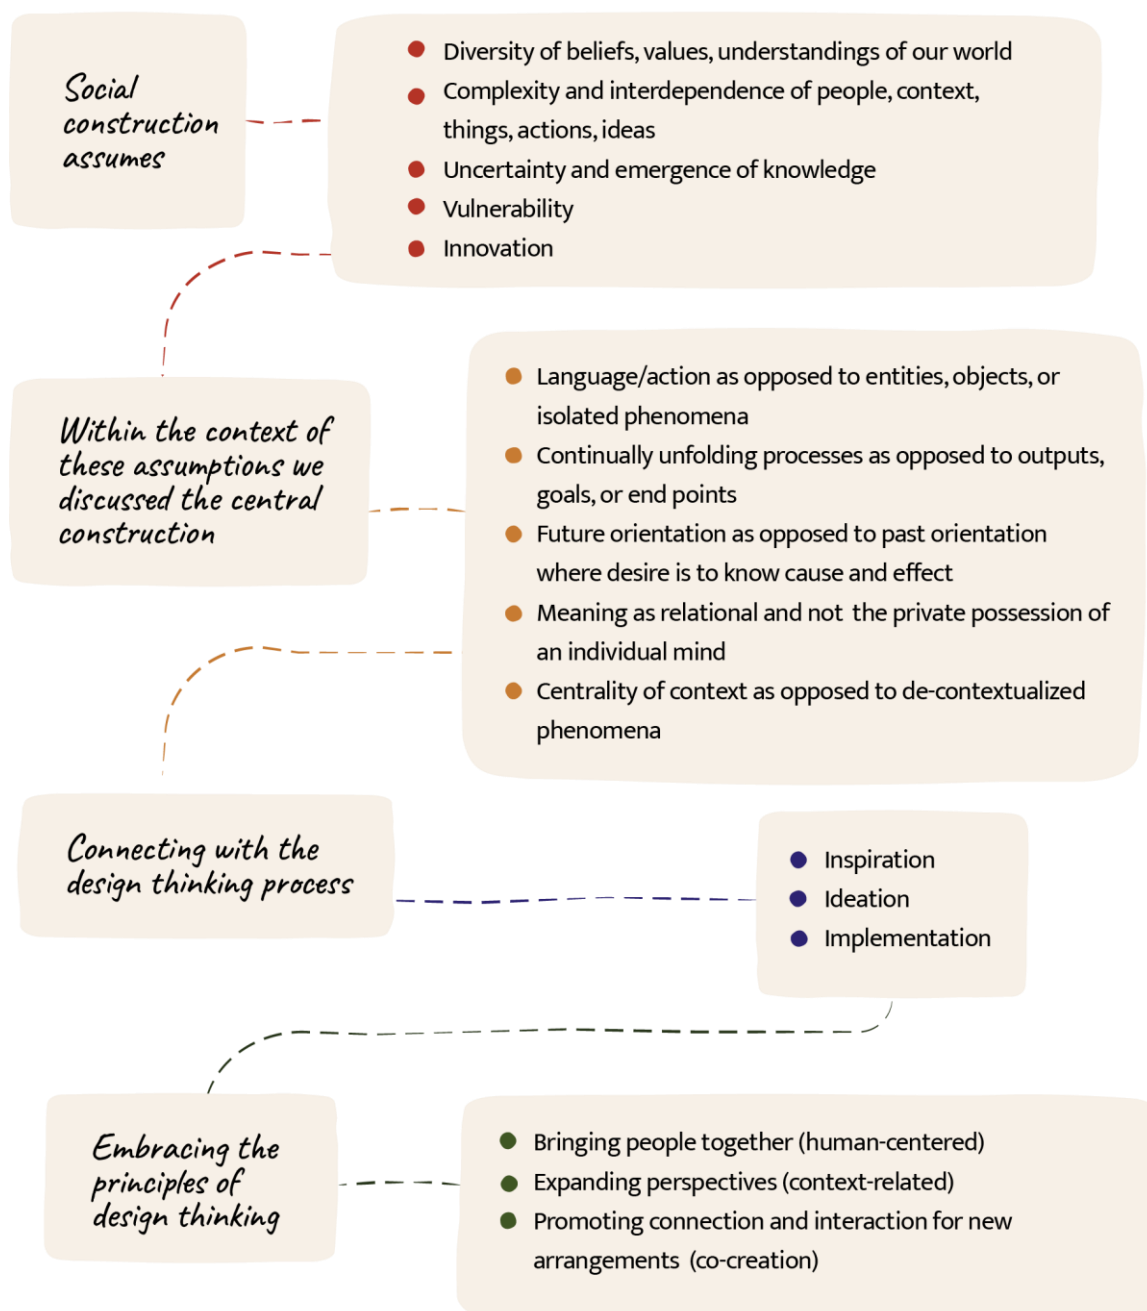 Social
construction
assumes
Diversity of beliefs, values, understandings of our world
Complexity and interdependence of people, context,
things, actions, ideas
Uncertainty and emergence of knowledge
Vulnerability
Innovation
Within the context of
these assumptions we
discussed the central
construction
Language/action as opposed to entities, objects, or
isolated phenomena
Continually unfolding processes as opposed to outputs,
goals, or end points
Future orientation as opposed to past orientation
where desire is to know cause and effect
Meaning as relational and not the private possession of
an individual mind
Centrality of context as opposed to de-contextualized
phenomena
Connecting with the
design thinking process
Inspiration
Ideation
Implementation
Embracing the
principles of
design thinking
Bringing people together (human-centered)
Expanding perspectives (context-related)
Promoting connection and interaction for new
arrangements (co-creation)